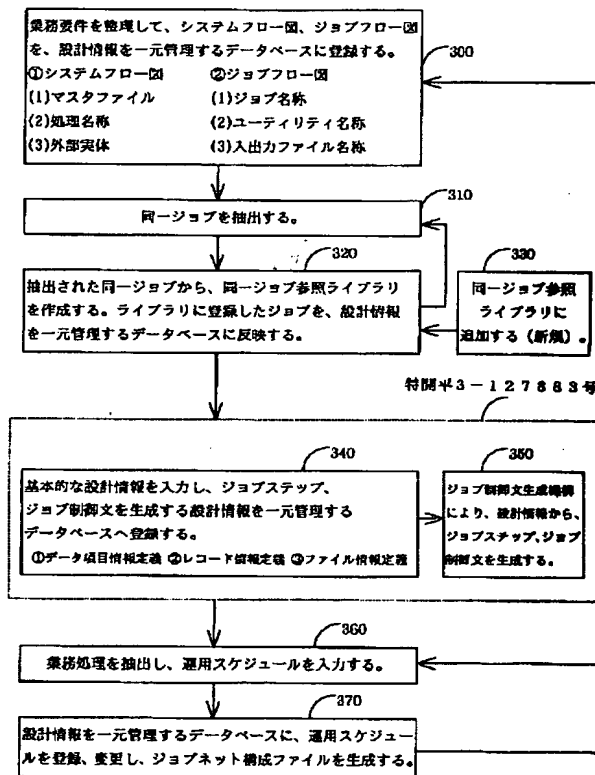 業務要件を整理して、システムフロー図、ジョブフロー図
を、設計情報を一元管理するデータベースに登録する。
①システムフロー図 ②ジョブフロー図
(1)マスタファイル (1)ジョブ名称
(2)処理名称 (2)ユーティリティ名称
(3)外部実体 (3)入出力ファイル名称
300
同一ジョブを抽出する。
310
320
抽出された同一ジョブから、同一ジョブ参照ライブラリ
を作成する。ライブラリに登録したジョブを、設計情報
を一元管理するデータベースに反映する。
330
同一ジョブ参照
ライブラリに
追加する(新規)。
特開平3-127883号
340
基本的な設計情報を入力し、ジョブステップ、
ジョブ制御文を生成する設計情報を一元管理する
データベースへ登録する。
①データ項目情報定義 ②レコード情報定義 ③ファイル情報定義
350
ジョブ制御文生成機構
により、設計情報から、
ジョブステップ、ジョブ
制御文を生成する。
360
業務処理を抽出し、運用スケジュールを入力する。
370
設計情報を一元管理するデータベースに、運用スケジュ
ールを登録、変更し、ジョブネット構成ファイルを生成する。